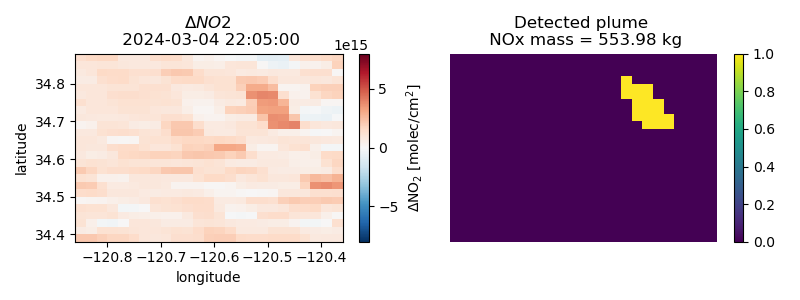 ΔNO2
2024-03-04 22:05:00
1e15
34.8
34.7
34.6
34.5
34.4
latitude
−120.8 −120.7 −120.6 −120.5 −120.4
longitude
5
0
−5
ΔNO₂ [molec/cm²]
Detected plume
NOx mass = 553.98 kg
1.0
0.8
0.6
0.4
0.2
0.0